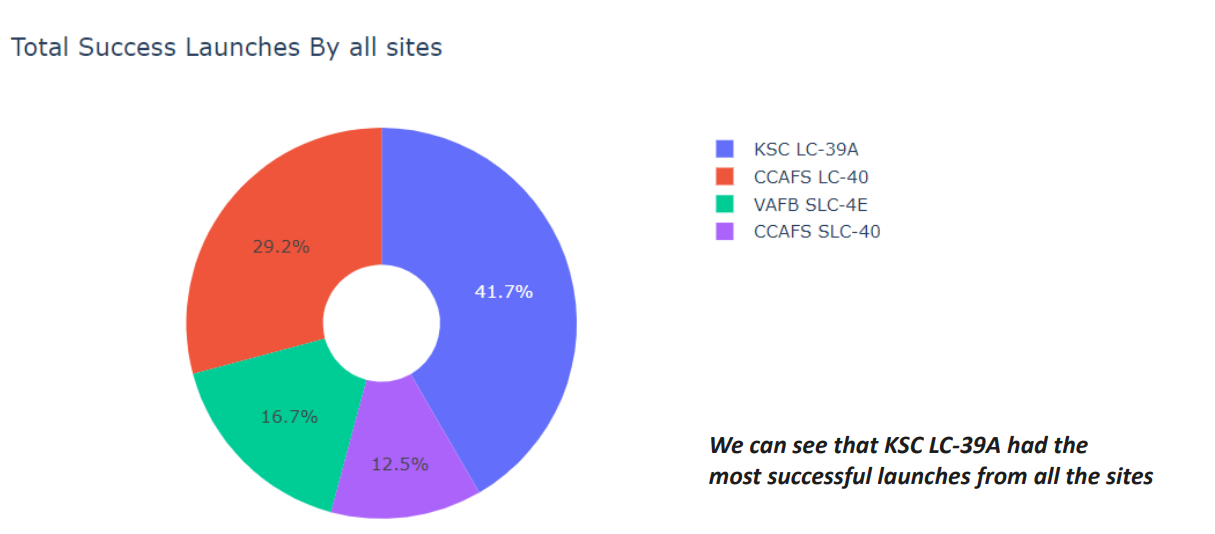 Total Success Launches By all sites
KSC LC-39A
CCAFS LC-40
VAFB SLC-4E
CCAFS SLC-40
29.2%
41.7%
16.7%
12.5%
We can see that KSC LC-39A had the
most successful launches from all the sites